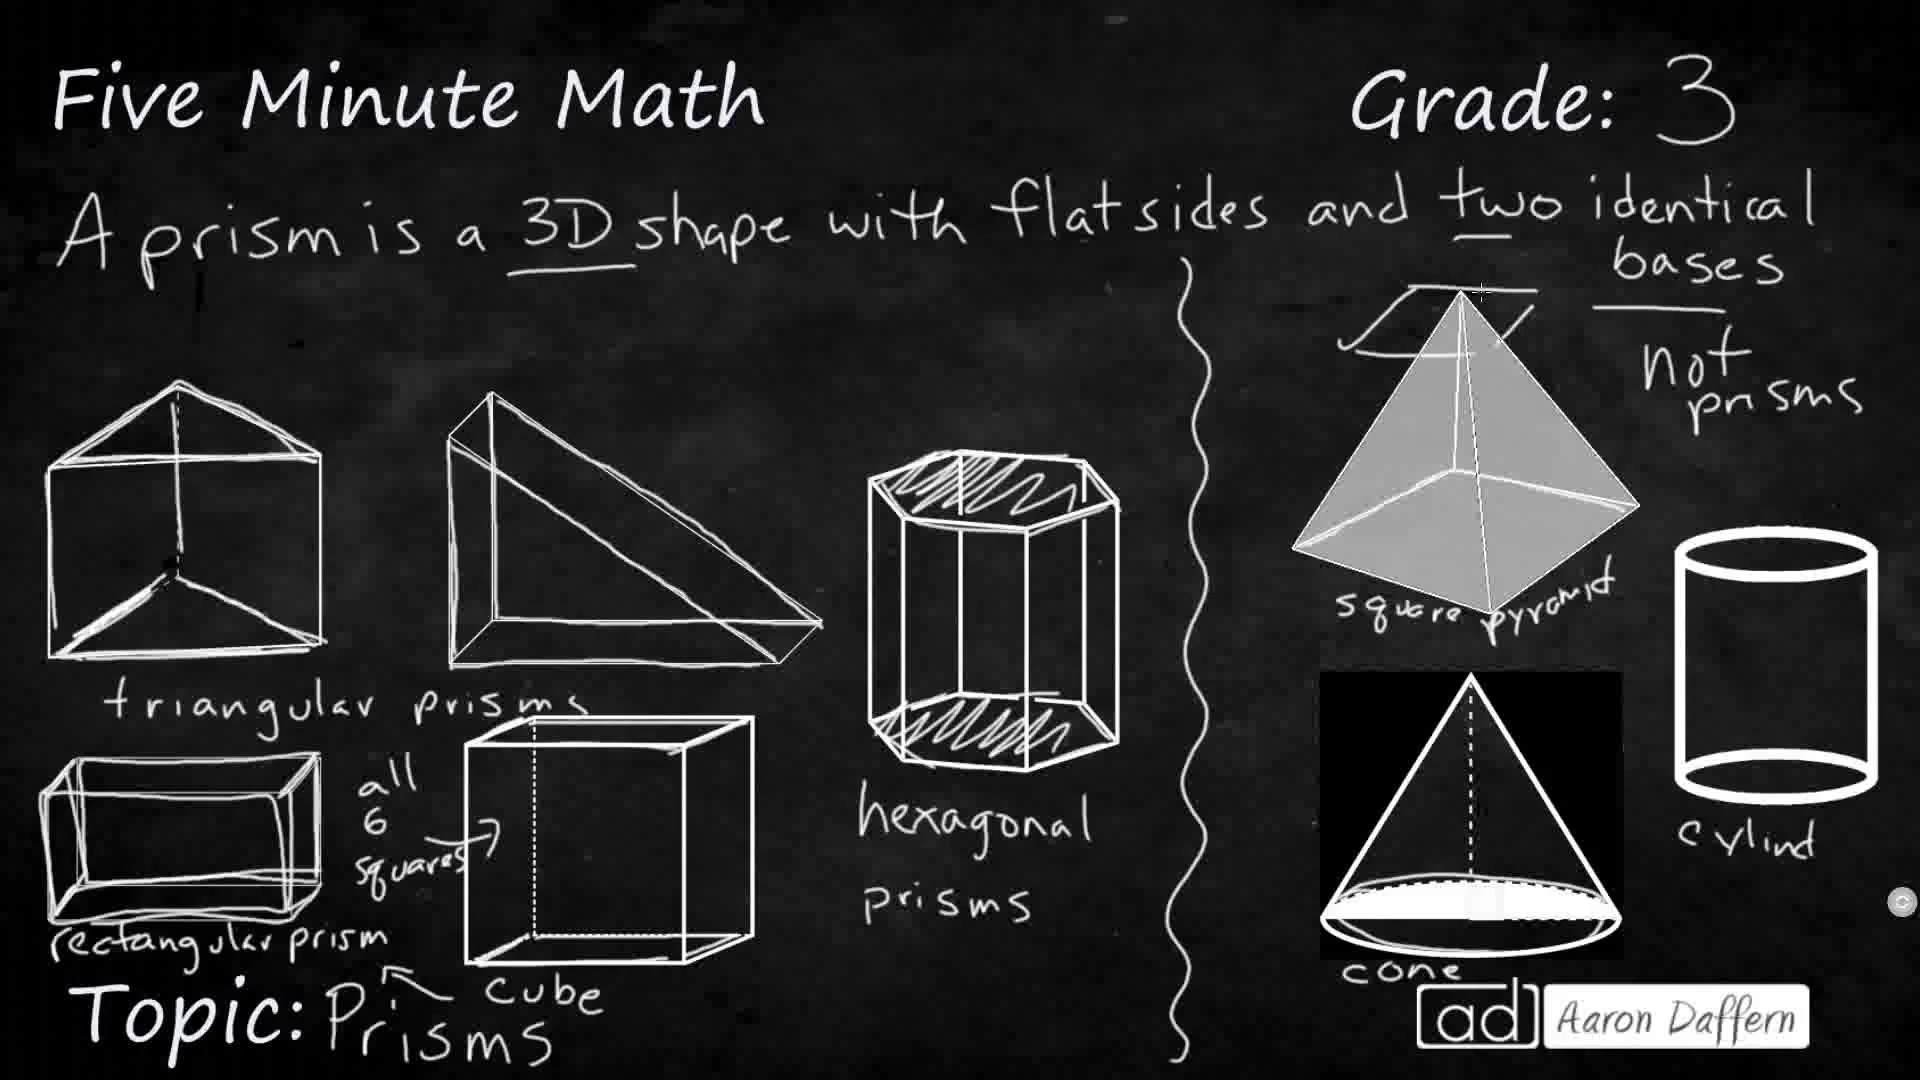 Five Minute Math
Grade: 3
A prism is a 3D shape with flat sides and two identical
bases
not
prisms
triangular prisms
all
6
squares
rectangular prism
cube
hexagonal
prisms
square pyramid
cylind
cone
Topic: Prisms
ad Aaron Daffern